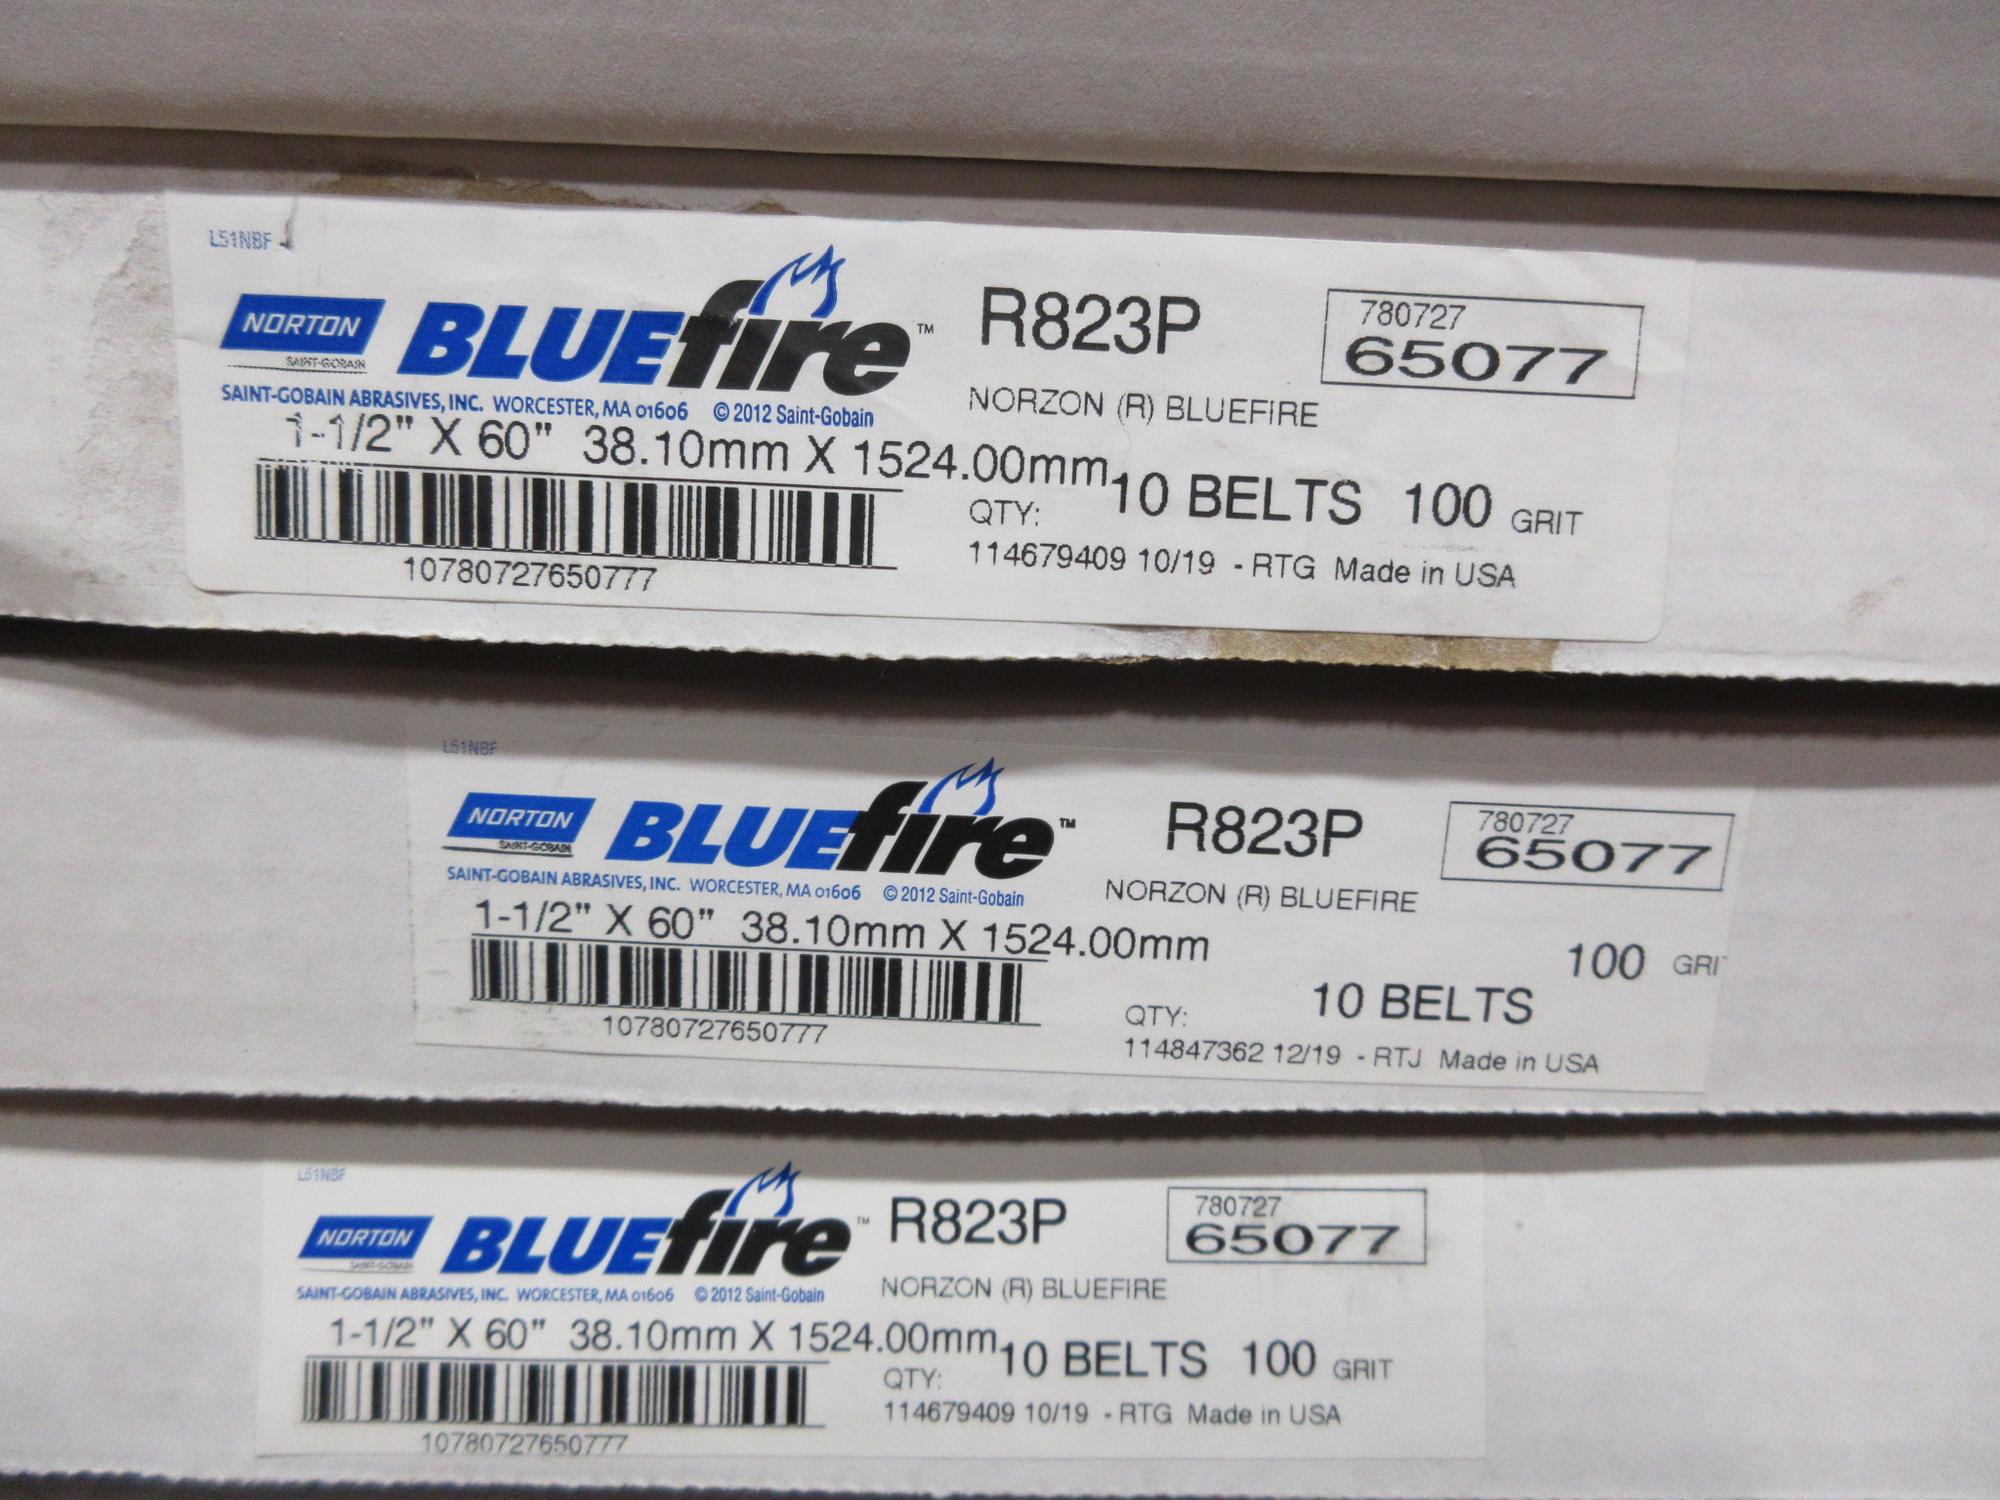 L51NBF
NORTON
SAINT-GOBAIN
BLUEfire™
R823P
780727
65077
SAINT-GOBAIN ABRASIVES, INC. WORCESTER, MA 01606 © 2012 Saint-Gobain
NORZON (R) BLUEFIRE
1-1/2" X 60" 38.10mm X 1524.00mm
QTY: 10 BELTS 100 GRIT
10780727650777
114679409 10/19 - RTG Made in USA
L51NBF
NORTON
SAINT-GOBAIN
BLUEfire™
R823P
780727
65077
SAINT-GOBAIN ABRASIVES, INC. WORCESTER, MA 01606 © 2012 Saint-Gobain
NORZON (R) BLUEFIRE
1-1/2" X 60" 38.10mm X 1524.00mm
100 GRI
QTY: 10 BELTS
10780727650777
114847362 12/19 - RTJ Made in USA
L51NBF
NORTON
SAINT-GOBAIN
BLUEfire™
R823P
780727
65077
SAINT-GOBAIN ABRASIVES, INC. WORCESTER, MA 01606 © 2012 Saint-Gobain
NORZON (R) BLUEFIRE
1-1/2" X 60" 38.10mm X 1524.00mm
QTY: 10 BELTS 100 GRIT
114679409 10/19 - RTG Made in USA
10780727650777